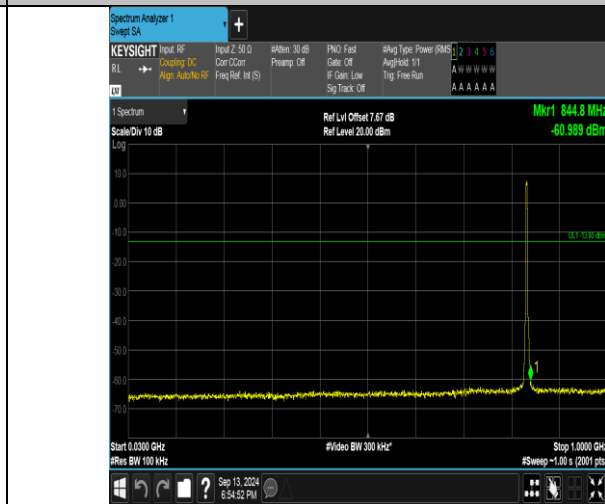 Spectrum Analyzer 1
Swept SA
+
KEYSIGHT Input: RF Input Z: 50 Ω #Atten: 30 dB PNO: Fast #Avg Type: Power (RMS 1 2 3 4 5 6
RL Coupling: DC Corr CCorr Preamp: Off Gate: Off Avg|Hold: 1/1 A W W W W W
Align: Auto/No RF Freq Ref: Int (S) IF Gain: Low Trig: Free Run
LXI Sig Track: Off A A A A A A
1 Spectrum Ref Lvl Offset 7.67 dB Mkr1 844.8 MHz
Scale/Div 10 dB Ref Level 20.00 dBm -60.989 dBm
Log
10.0
0.00
-10.0
DL1 -13.00 dBm
-20.0
-30.0
-40.0
-50.0
1
-60.0
-70.0
Start 0.0300 GHz #Video BW 300 kHz* Stop 1.0000 GHz
#Res BW 100 kHz #Sweep ~1.00 s (2001 pts
? Sep 13, 2024
6:54:52 PM